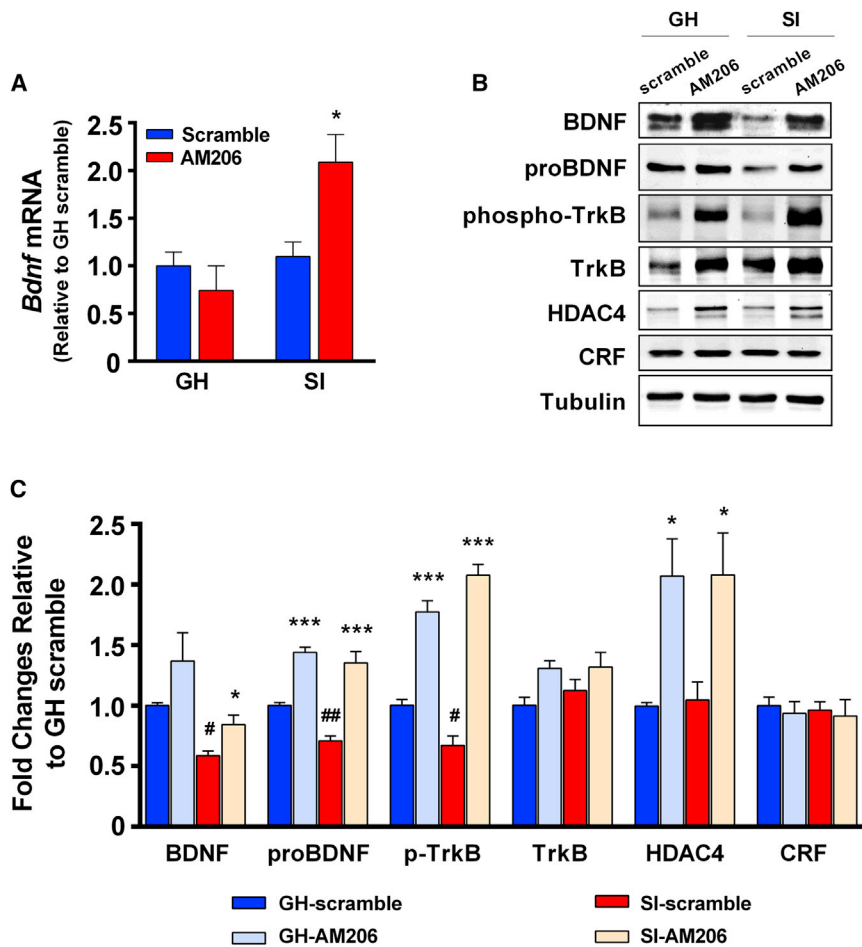 A
Bdnf mRNA
(Relative to GH scramble)
2.5
2.0
1.5
1.0
0.5
0
Scramble
AM206
*
GH
SI
B
GH
SI
scramble
AM206
scramble
AM206
BDNF
proBDNF
phospho-TrkB
TrkB
HDAC4
CRF
Tubulin
C
Fold Changes Relative
to GH scramble
2.5
2.0
1.5
1.0
0.5
0
#
*
***
##
***
***
#
***
*
*
BDNF
proBDNF
p-TrkB
TrkB
HDAC4
CRF
GH-scramble
SI-scramble
GH-AM206
SI-AM206